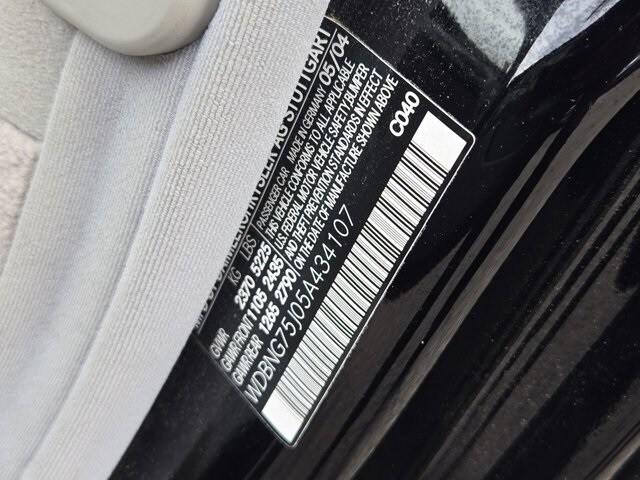 AG STUTTGART
PASSENGER CAR MADE IN GERMANY 05/04
KG LBS
GVWR 2370 5225 THIS VEHICLE CONFORMS TO ALL APPLICABLE
GAWR/FRONT 1105 2435 U.S. FEDERAL MOTOR VEHICLE SAFETY BUMPER
GAWR/REAR 1265 2790 AND THEFT PREVENTION STANDARDS IN EFFECT
ON THE DATE OF MANUFACTURE SHOWN ABOVE
WDBNG75J05A434107 C040